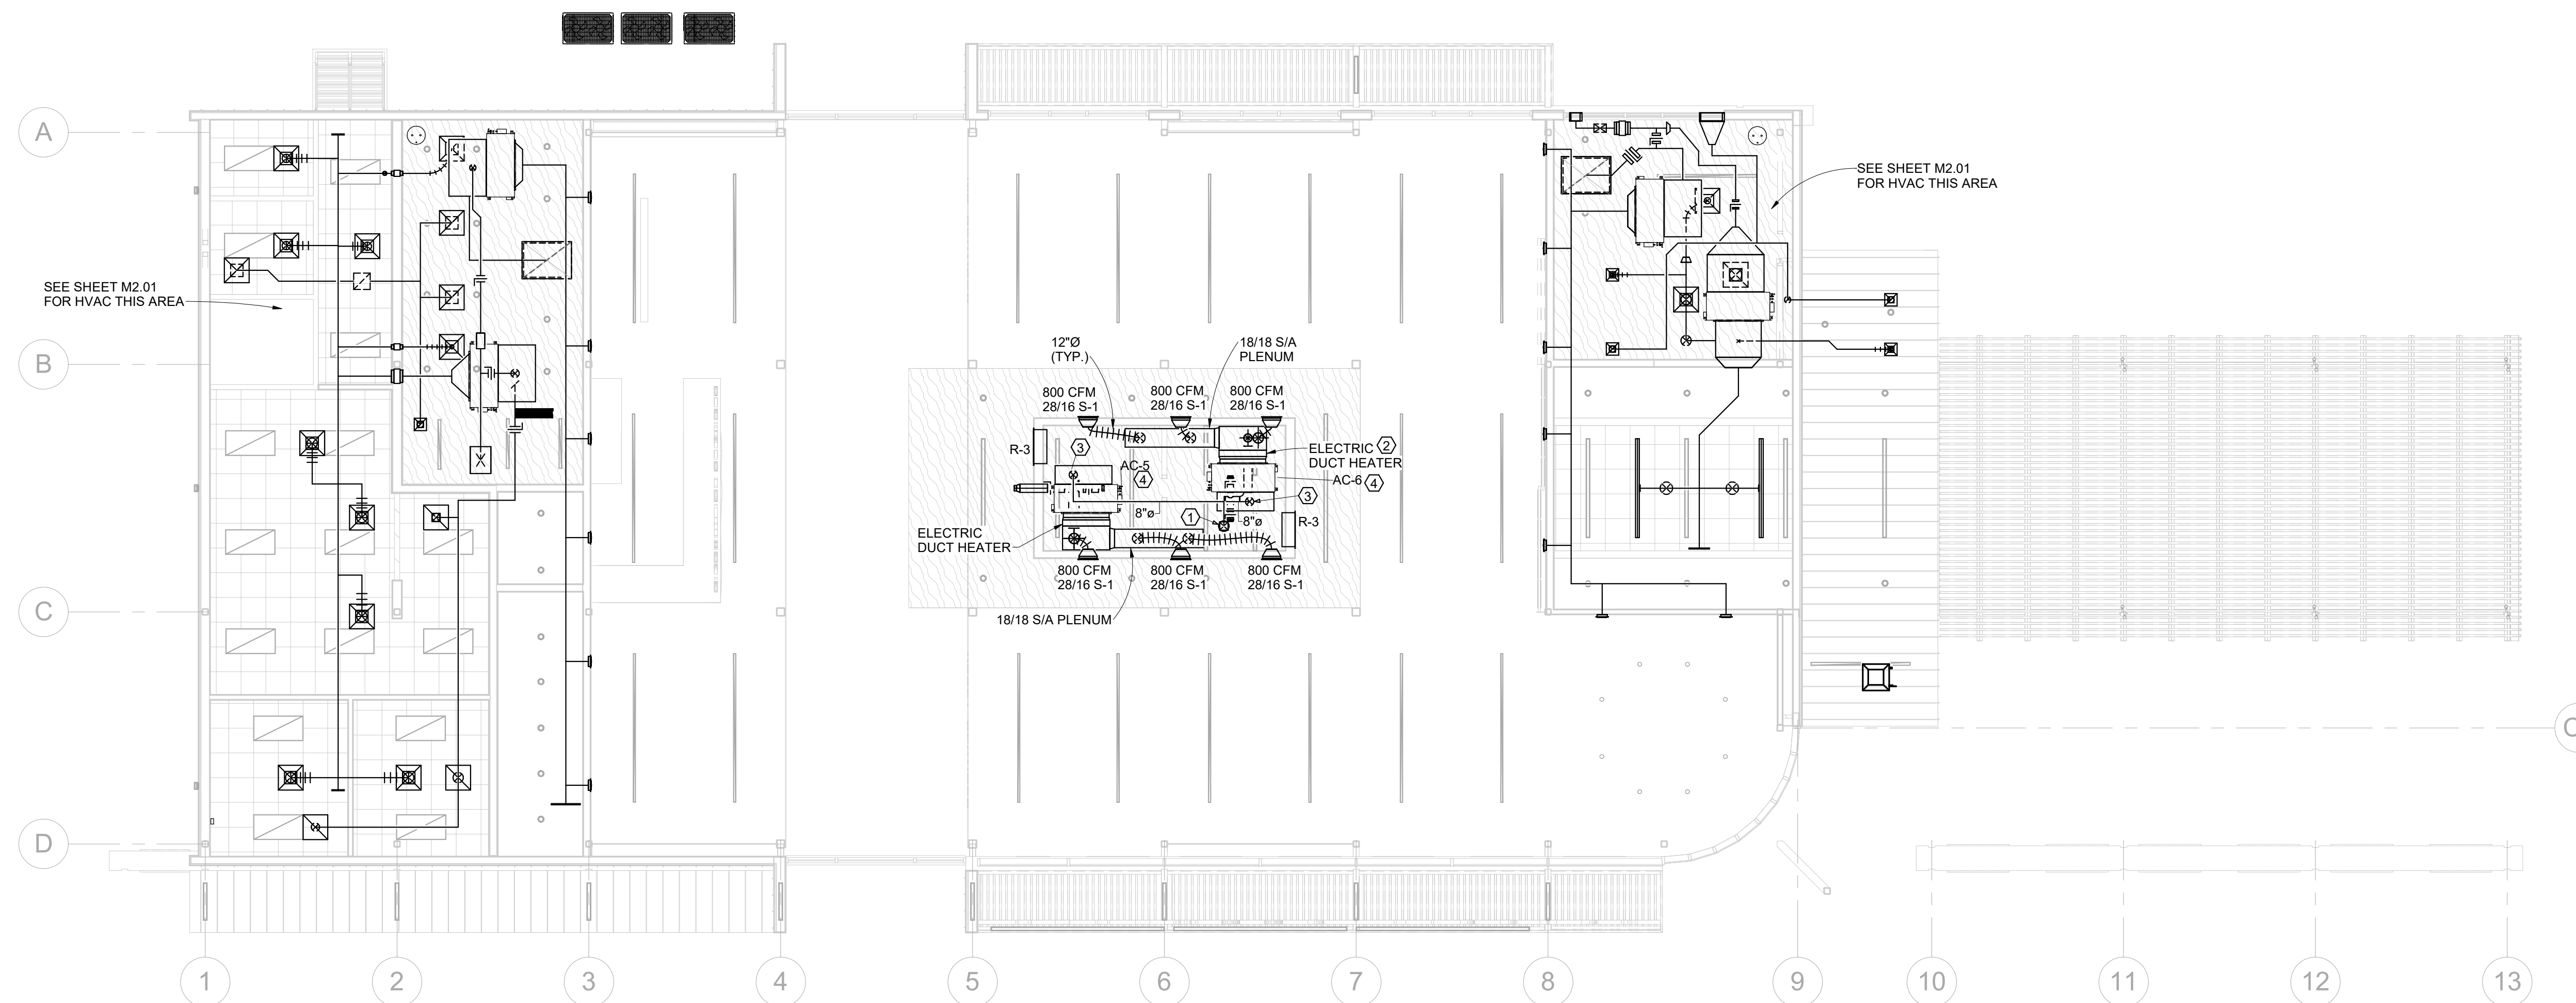 A
SEE SHEET M2.01
FOR HVAC THIS AREA
SEE SHEET M2.01
FOR HVAC THIS AREA
B
12"Ø
(TYP.)
18/18 S/A
PLENUM
800 CFM
28/16 S-1
800 CFM
28/16 S-1
800 CFM
28/16 S-1
R-3
3
AC-5
4
ELECTRIC 2
DUCT HEATER
AC-6 4
3
8"ø
1
8"ø
R-3
ELECTRIC
DUCT HEATER
800 CFM
28/16 S-1
800 CFM
28/16 S-1
800 CFM
28/16 S-1
18/18 S/A PLENUM
C
C
D
1
2
3
4
5
6
7
8
9
10
11
12
13